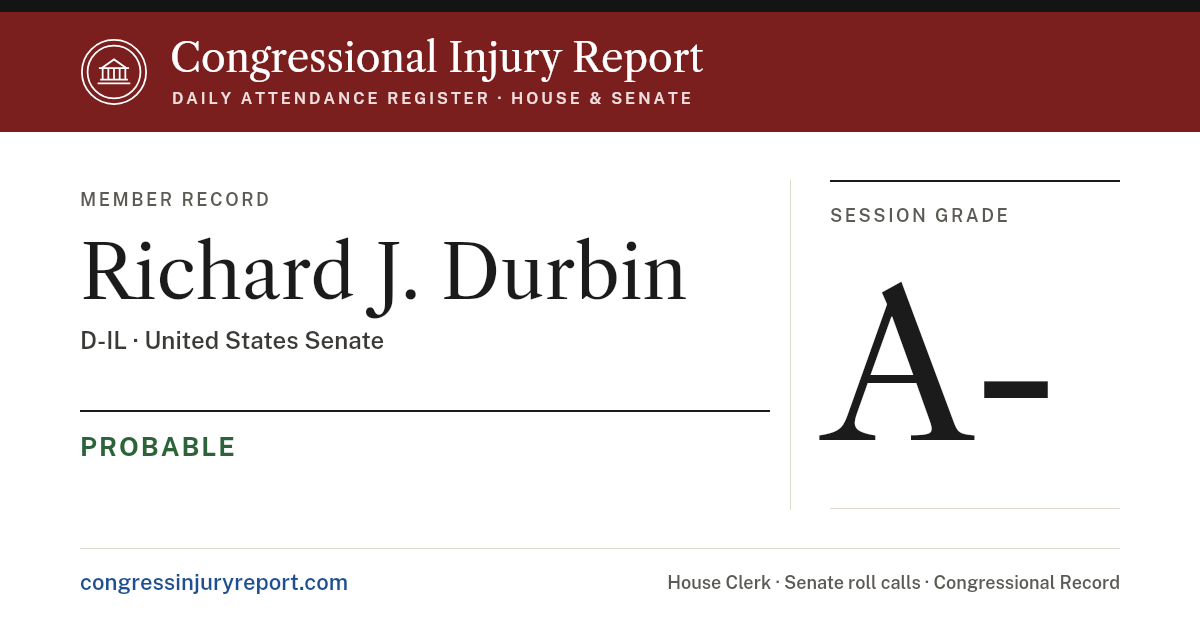 Congressional Injury Report
DAILY ATTENDANCE REGISTER · HOUSE & SENATE
MEMBER RECORD
Richard J. Durbin
D-IL · United States Senate
PROBABLE
SESSION GRADE
A-
congressinjuryreport.com
House Clerk · Senate roll calls · Congressional Record